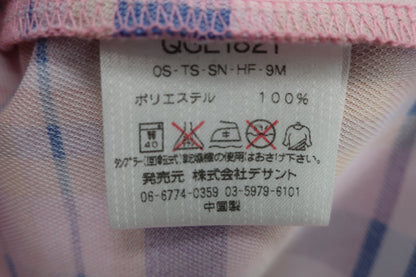 QGL1821
OS-TS-SN-HF-9M
ポリエステル 100%
40
タンブラー(回転式)乾燥機の使用はおさけ下さい。
発売元 株式会社デサント
06-6774-0359 03-5979-6101
中国製